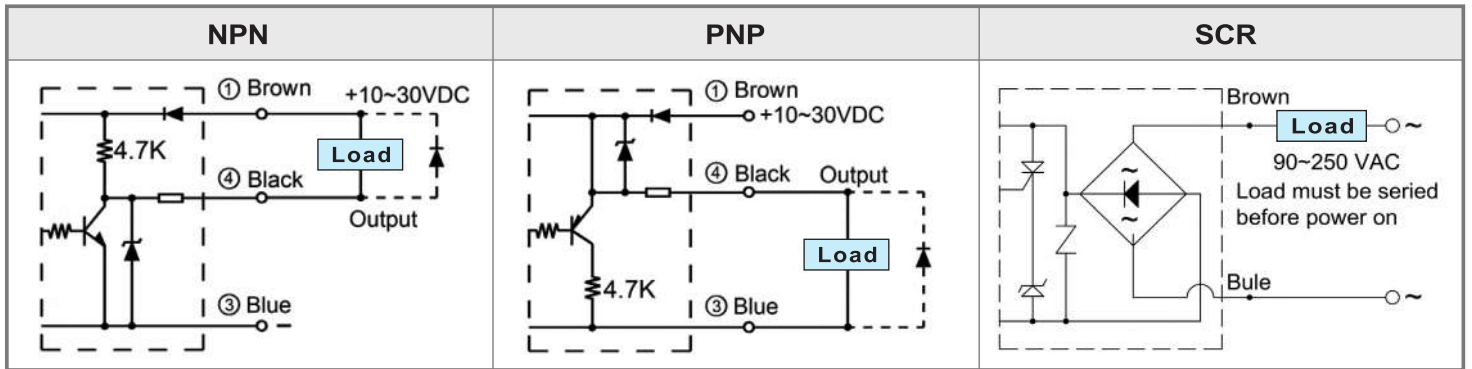 NPN
PNP
SCR
① Brown
+10~30VDC
4.7K
Load
④ Black
Output
③ Blue
−
① Brown
+10~30VDC
④ Black
Output
Load
4.7K
③ Blue
Brown
Load
~
90~250 VAC
Load must be seried
before power on
~
~
Bule
~